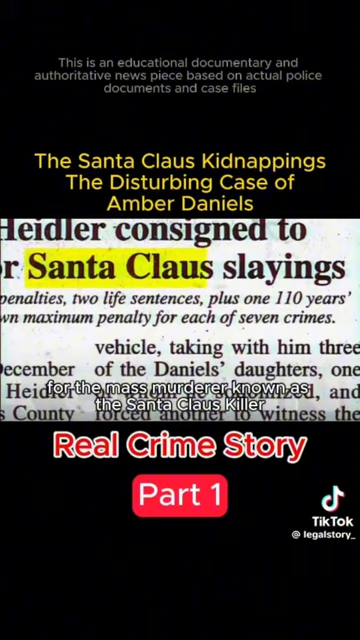 This is an educational documentary and
authoritative news piece based on actual police
documents and case files
The Santa Claus Kidnappings
The Disturbing Case of
Amber Daniels
Heidler consigned to
r Santa Claus slayings
penalties, two life sentences, plus one 110 years'
wn maximum penalty for each of seven crimes.
vehicle, taking with him three
ecember
of the Daniels' daughters, one
Heid
d, and
for the mass murderer known as
the Santa Claus Killer
s County
forced another to witness the
Real Crime Story
Part 1
TikTok
@ legalstory_